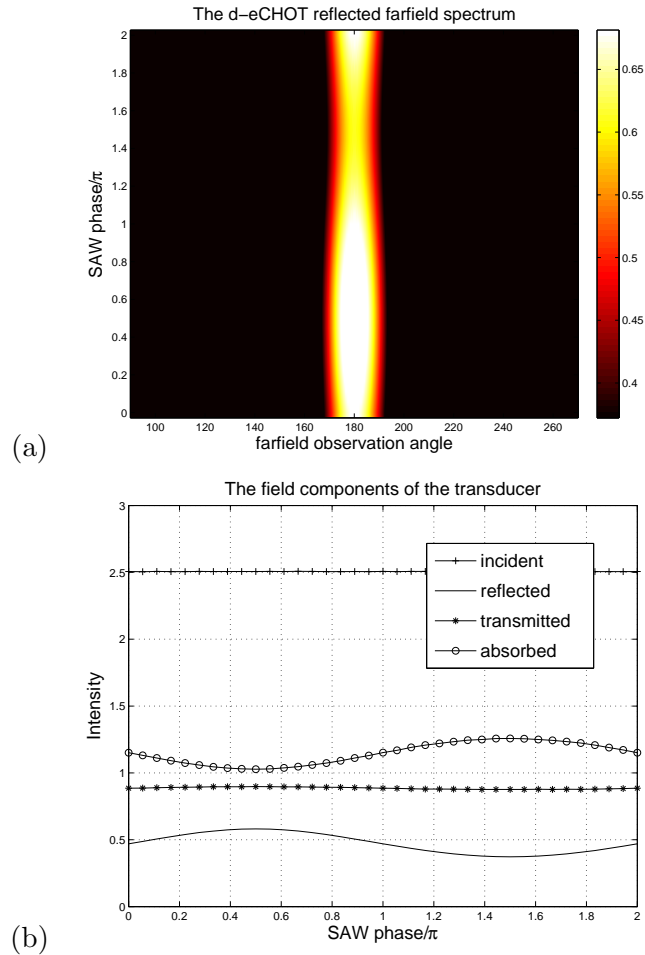 The d−eCHOT reflected farfield spectrum
SAW phase/π
2
1.8
1.6
1.4
1.2
1
0.8
0.6
0.4
0.2
0
100 120 140 160 180 200 220 240 260
farfield observation angle
0.65
0.6
0.55
0.5
0.45
0.4
(a)
The field components of the transducer
Intensity
3
2.5
2
1.5
1
0.5
0
incident
reflected
transmitted
absorbed
0 0.2 0.4 0.6 0.8 1 1.2 1.4 1.6 1.8 2
SAW phase/π
(b)